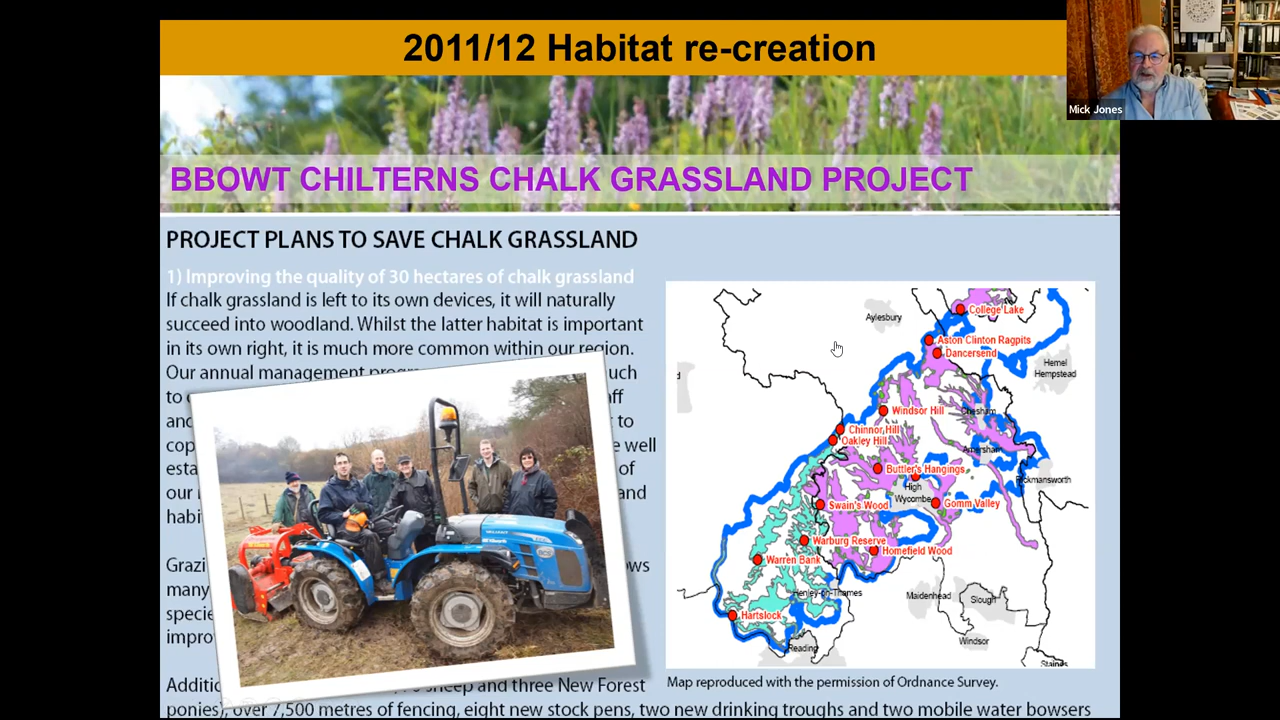 2011/12 Habitat re-creation
Mick Jones
BBOWT CHILTERNS CHALK GRASSLAND PROJECT
PROJECT PLANS TO SAVE CHALK GRASSLAND
1) Improving the quality of 30 hectares of chalk grassland
If chalk grassland is left to its own devices, it will naturally
succeed into woodland. Whilst the latter habitat is important
in its own right, it is much more common within our region.
Our annual management
to
and to
well
esta of
our and
habi
many
specie
impro
sheep and three New Forest
ponies), over 7,500 metres of fencing, eight new stock pens, two new drinking troughs and two mobile water bowsers
College Lake
Aylesbury
Aston Clinton Ragpits
Dancersend
Hemel
Hempstead
Windsor Hill
Chesham
Chinnor Hill
Oakley Hill
Amersham
Buttler's Hangings
Rickmansworth
High
Wycombe
Swain's Wood
Gomm Valley
Warburg Reserve
Homefield Wood
Warren Bank
Henley-on-Thames
Maidenhead
Slough
Hartslock
Windsor
Reading
Staines
Map reproduced with the permission of Ordnance Survey.